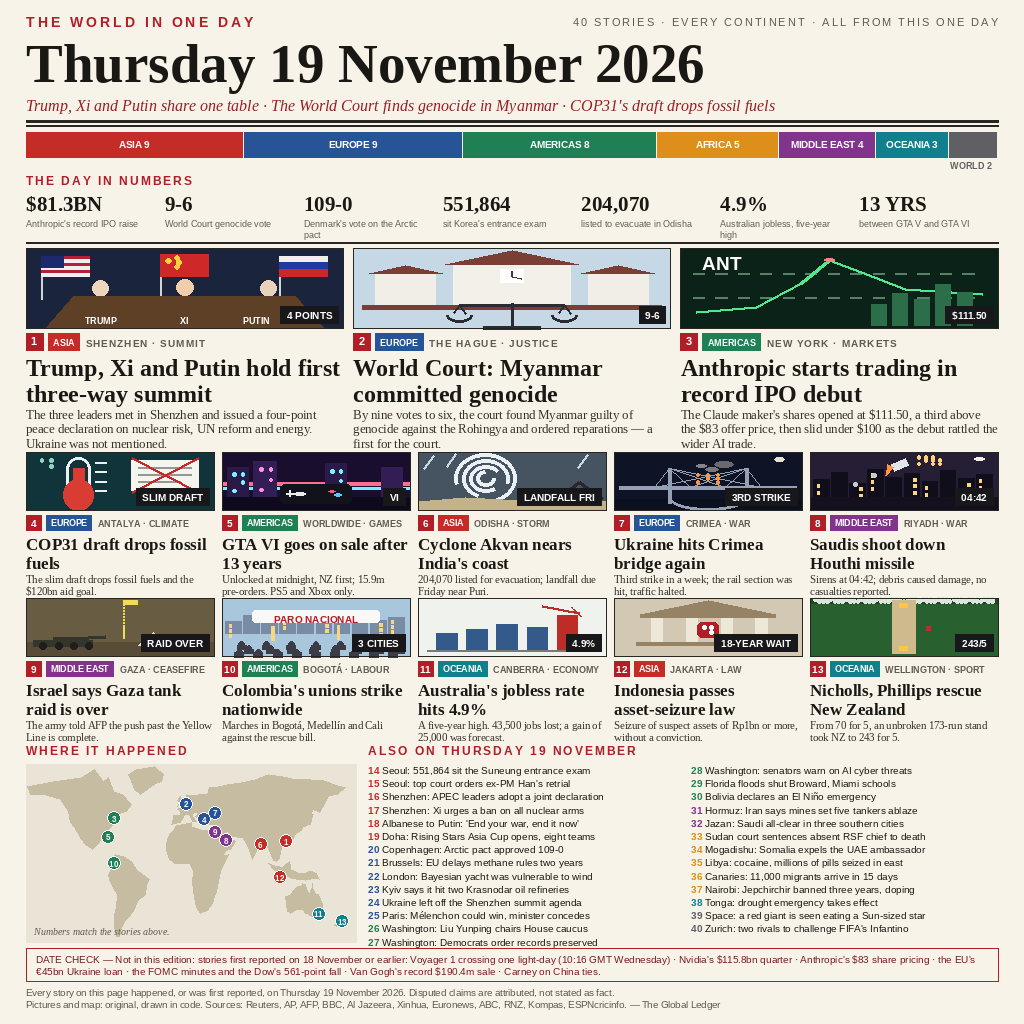 THE WORLD IN ONE DAY
40 STORIES · EVERY CONTINENT · ALL FROM THIS ONE DAY
Thursday 19 November 2026
Trump, Xi and Putin share one table · The World Court finds genocide in Myanmar · COP31's draft drops fossil fuels
ASIA 9
EUROPE 9
AMERICAS 8
AFRICA 5
MIDDLE EAST 4
OCEANIA 3
WORLD 2
THE DAY IN NUMBERS
$81.3BN
Anthropic's record IPO raise
9-6
World Court genocide vote
109-0
Denmark's vote on the Arctic
pact
551,864
sit Korea's entrance exam
204,070
listed to evacuate in Odisha
4.9%
Australian jobless, five-year
high
13 YRS
between GTA V and GTA VI
TRUMP
XI
PUTIN
4 POINTS
1 ASIA SHENZHEN · SUMMIT
Trump, Xi and Putin hold first
three-way summit
The three leaders met in Shenzhen and issued a four-point
peace declaration on nuclear risk, UN reform and energy.
Ukraine was not mentioned.
9-6
2 EUROPE THE HAGUE · JUSTICE
World Court: Myanmar
committed genocide
By nine votes to six, the court found Myanmar guilty of
genocide against the Rohingya and ordered reparations — a
first for the court.
ANT
$111.50
3 AMERICAS NEW YORK · MARKETS
Anthropic starts trading in
record IPO debut
The Claude maker's shares opened at $111.50, a third above
the $83 offer price, then slid under $100 as the debut rattled the
wider AI trade.
SLIM DRAFT
4 EUROPE ANTALYA · CLIMATE
COP31 draft drops fossil
fuels
The slim draft drops fossil fuels and the
$120bn aid goal.
VI
5 AMERICAS WORLDWIDE · GAMES
GTA VI goes on sale after
13 years
Unlocked at midnight, NZ first; 15.9m
pre-orders. PS5 and Xbox only.
LANDFALL FRI
6 ASIA ODISHA · STORM
Cyclone Akvan nears
India's coast
204,070 listed for evacuation; landfall due
Friday near Puri.
3RD STRIKE
7 EUROPE CRIMEA · WAR
Ukraine hits Crimea
bridge again
Third strike in a week; the rail section was
hit, traffic halted.
04:42
8 MIDDLE EAST RIYADH · WAR
Saudis shoot down
Houthi missile
Sirens at 04:42; debris caused damage, no
casualties reported.
RAID OVER
9 MIDDLE EAST GAZA · CEASEFIRE
Israel says Gaza tank
raid is over
The army told AFP the push past the Yellow
Line is complete.
PARO NACIONAL
3 CITIES
10 AMERICAS BOGOTÁ · LABOUR
Colombia's unions strike
nationwide
Marches in Bogotá, Medellín and Cali
against the rescue bill.
4.9%
11 OCEANIA CANBERRA · ECONOMY
Australia's jobless rate
hits 4.9%
A five-year high. 43,500 jobs lost; a gain of
25,000 was forecast.
18-YEAR WAIT
12 ASIA JAKARTA · LAW
Indonesia passes
asset-seizure law
Seizure of suspect assets of Rp1bn or more,
without a conviction.
243/5
13 OCEANIA WELLINGTON · SPORT
Nicholls, Phillips rescue
New Zealand
From 70 for 5, an unbroken 173-run stand
took NZ to 243 for 5.
WHERE IT HAPPENED
3
5
10
2
4
7
9
8
6
1
12
11
13
Numbers match the stories above.
ALSO ON THURSDAY 19 NOVEMBER
14 Seoul: 551,864 sit the Suneung entrance exam
15 Seoul: top court orders ex-PM Han's retrial
16 Shenzhen: APEC leaders adopt a joint declaration
17 Shenzhen: Xi urges a ban on all nuclear arms
18 Albanese to Putin: 'End your war, end it now'
19 Doha: Rising Stars Asia Cup opens, eight teams
20 Copenhagen: Arctic pact approved 109-0
21 Brussels: EU delays methane rules two years
22 London: Bayesian yacht was vulnerable to wind
23 Kyiv says it hit two Krasnodar oil refineries
24 Ukraine left off the Shenzhen summit agenda
25 Paris: Mélenchon could win, minister concedes
26 Washington: Liu Yunping chairs House caucus
27 Washington: Democrats order records preserved
28 Washington: senators warn on AI cyber threats
29 Florida floods shut Broward, Miami schools
30 Bolivia declares an El Niño emergency
31 Hormuz: Iran says mines set five tankers ablaze
32 Jazan: Saudi all-clear in three southern cities
33 Sudan court sentences absent RSF chief to death
34 Mogadishu: Somalia expels the UAE ambassador
35 Libya: cocaine, millions of pills seized in east
36 Canaries: 11,000 migrants arrive in 15 days
37 Nairobi: Jepchirchir banned three years, doping
38 Tonga: drought emergency takes effect
39 Space: a red giant is seen eating a Sun-sized star
40 Zurich: two rivals to challenge FIFA's Infantino
DATE CHECK — Not in this edition: stories first reported on 18 November or earlier: Voyager 1 crossing one light-day (10:16 GMT Wednesday) · Nvidia's $115.8bn quarter · Anthropic's $83 share pricing · the EU's
€45bn Ukraine loan · the FOMC minutes and the Dow's 561-point fall · Van Gogh's record $190.4m sale · Carney on China ties.
Every story on this page happened, or was first reported, on Thursday 19 November 2026. Disputed claims are attributed, not stated as fact.
Pictures and map: original, drawn in code. Sources: Reuters, AP, AFP, BBC, Al Jazeera, Xinhua, Euronews, ABC, RNZ, Kompas, ESPNcricinfo. — The Global Ledger